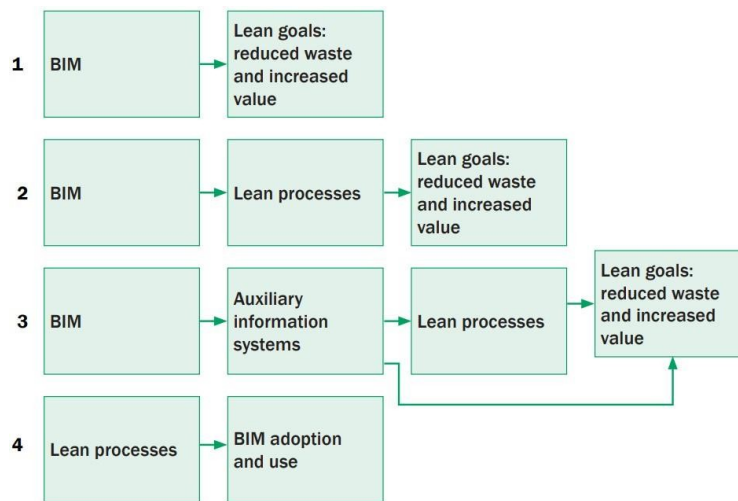 1
BIM
Lean goals:
reduced waste
and increased
value
2
BIM
Lean processes
Lean goals:
reduced waste
and increased
value
3
BIM
Auxiliary
information
systems
Lean processes
Lean goals:
reduced waste
and increased
value
4
Lean processes
BIM adoption
and use